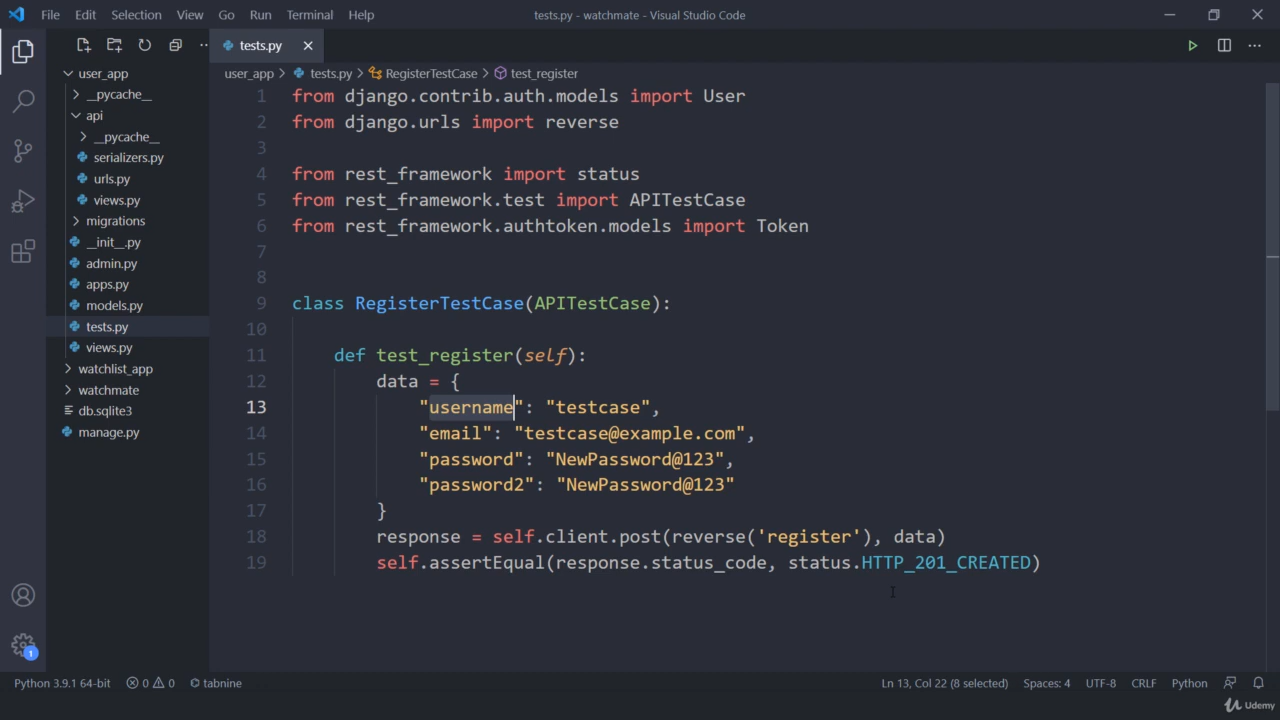 File Edit Selection View Go Run Terminal Help
tests.py - watchmate - Visual Studio Code
tests.py
user_app > tests.py > RegisterTestCase > test_register
user_app
__pycache__
api
__pycache__
serializers.py
urls.py
views.py
migrations
__init__.py
admin.py
apps.py
models.py
tests.py
views.py
watchlist_app
watchmate
db.sqlite3
manage.py
1 from django.contrib.auth.models import User
2 from django.urls import reverse
3
4 from rest_framework import status
5 from rest_framework.test import APITestCase
6 from rest_framework.authtoken.models import Token
7
8
9 class RegisterTestCase(APITestCase):
10
11 def test_register(self):
12 data = {
13 "username": "testcase",
14 "email": "testcase@example.com",
15 "password": "NewPassword@123",
16 "password2": "NewPassword@123"
17 }
18 response = self.client.post(reverse('register'), data)
19 self.assertEqual(response.status_code, status.HTTP_201_CREATED)
1
Python 3.9.1 64-bit 0 0 tabnine
Ln 13, Col 22 (8 selected) Spaces: 4 UTF-8 CRLF Python
Udemy